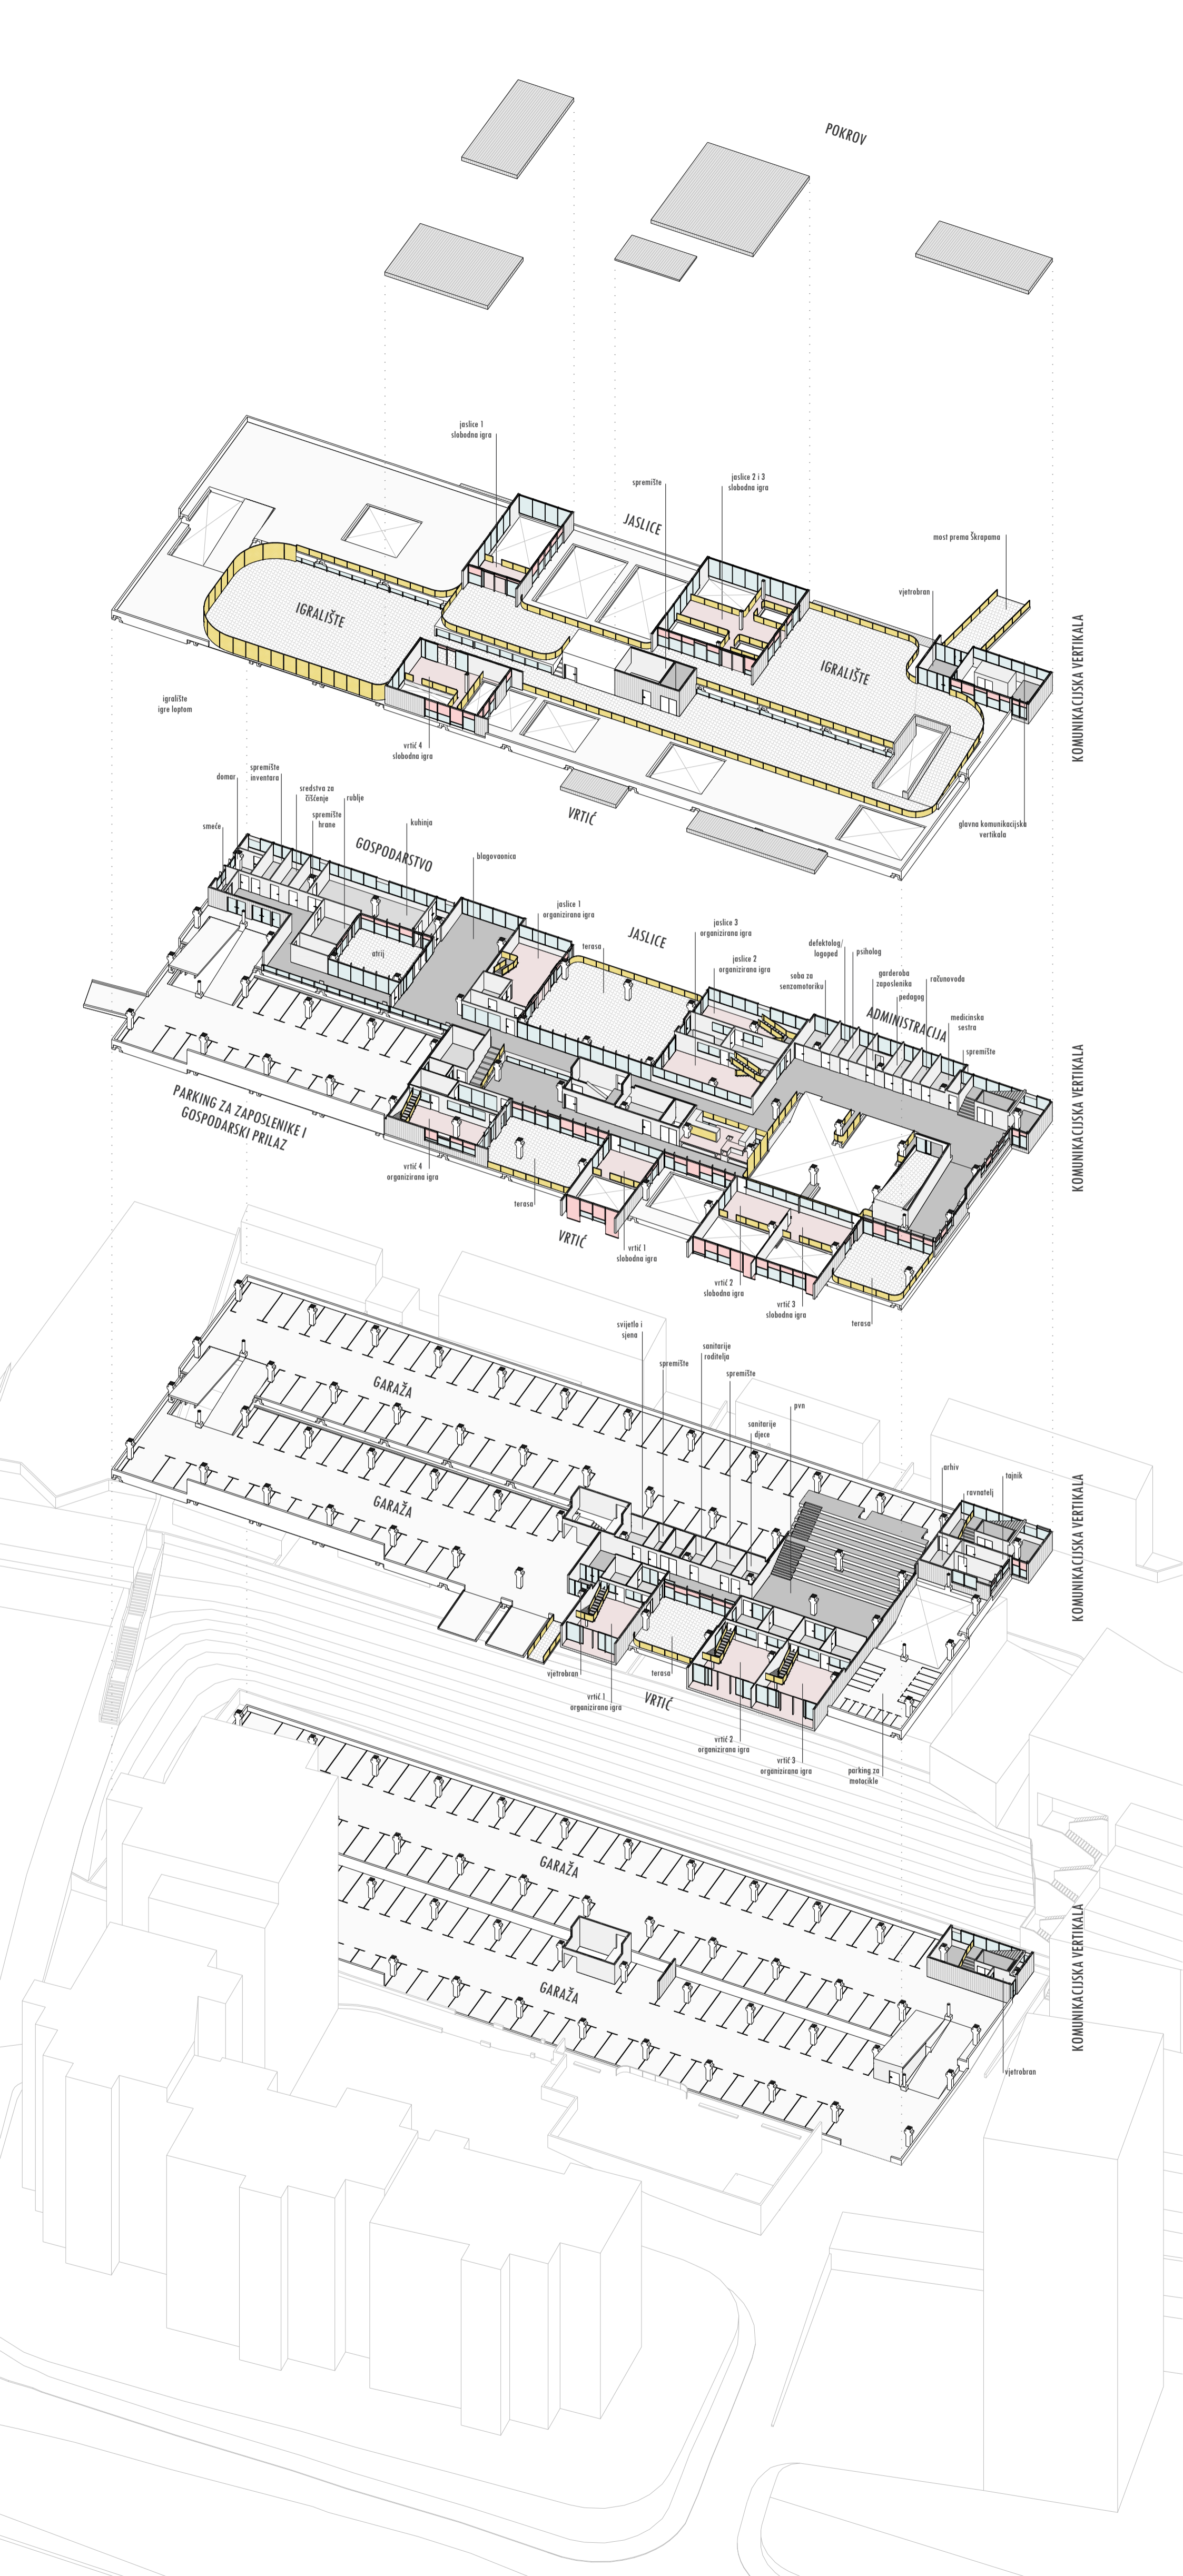 POKROV
jaslice 1
slobodna igra
spremište
jaslice 2 i 3
slobodna igra
JASLICE
most prema Škrapama
vjetrobran
IGRALIŠTE
IGRALIŠTE
KOMUNIKACIJSKA VERTIKALA
igralište
igre loptom
vrtić 4
slobodna igra
VRTIĆ
glavna komunikacijska
vertikala
domar
spremište
inventara
sredstva za
čišćenje
rublje
spremište
hrane
smeće
kuhinja
GOSPODARSTVO
blagovaonica
jaslice 1
organizirana igra
terasa
JASLICE
jaslice 3
organizirana igra
jaslice 2
organizirana igra
defektolog/
logoped
psiholog
soba za
senzomotoriku
garderoba
zaposlenika
računovođa
pedagog
ADMINISTRACIJA
medicinska
sestra
spremište
atrij
KOMUNIKACIJSKA VERTIKALA
PARKING ZA ZAPOSLENIKE I
GOSPODARSKI PRILAZ
vrtić 4
organizirana igra
terasa
VRTIĆ
vrtić 1
slobodna igra
vrtić 2
slobodna igra
vrtić 3
slobodna igra
terasa
svijetlo i
sjena
spremište
sanitarije
roditelja
spremište
pvn
sanitarije
djece
GARAŽA
GARAŽA
arhiv
tajnik
ravnatelj
KOMUNIKACIJSKA VERTIKALA
vjetrobran
vrtić 1
organizirana igra
terasa
VRTIĆ
vrtić 2
organizirana igra
vrtić 3
organizirana igra
parking za
motocikle
GARAŽA
GARAŽA
KOMUNIKACIJSKA VERTIKALA
vjetrobran